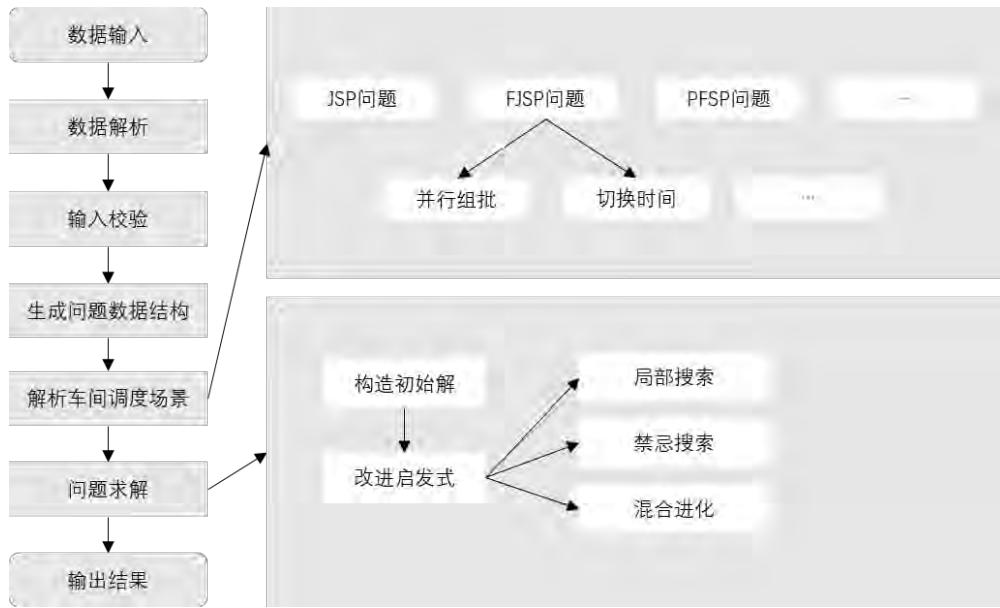 数据输入
数据解析
输入校验
生成问题数据结构
解析车间调度场景
问题求解
输出结果
JSP问题
FJSP问题
PFSP问题
...
并行组批
切换时间
...
构造初始解
改进启发式
局部搜索
禁忌搜索
混合进化